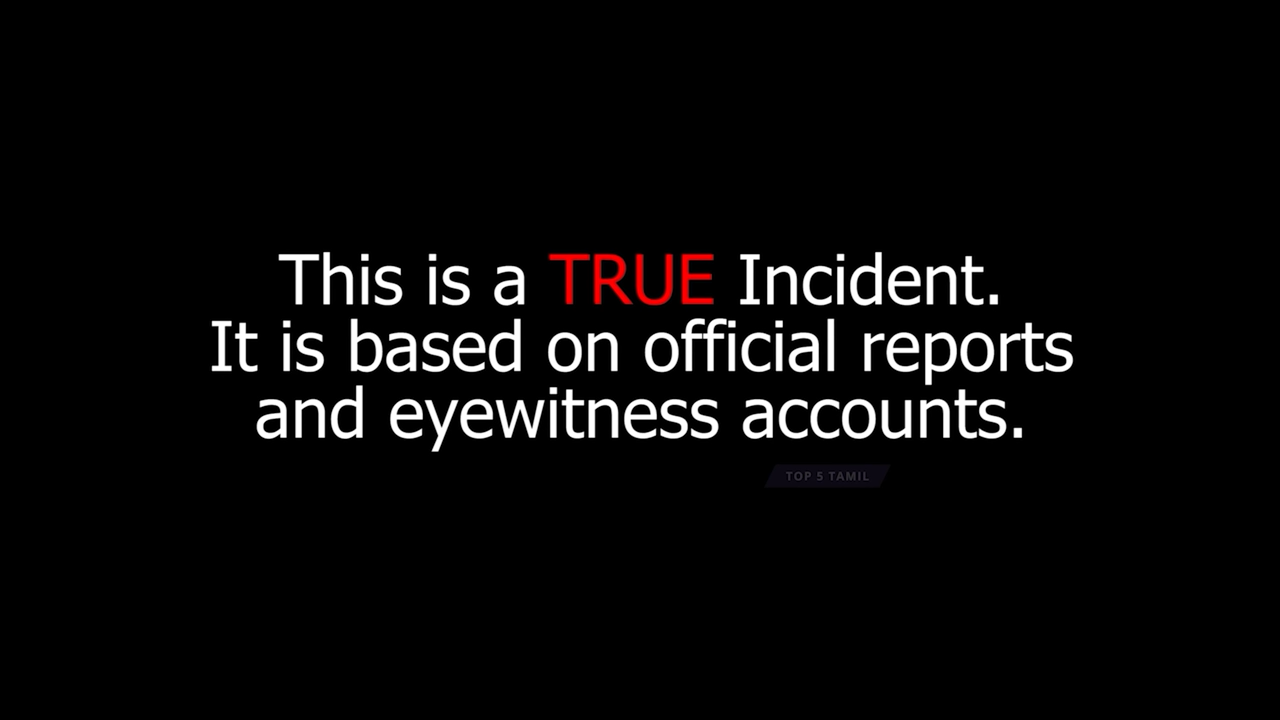 This is a TRUE Incident.
It is based on official reports
and eyewitness accounts.
TOP 5 TAMIL